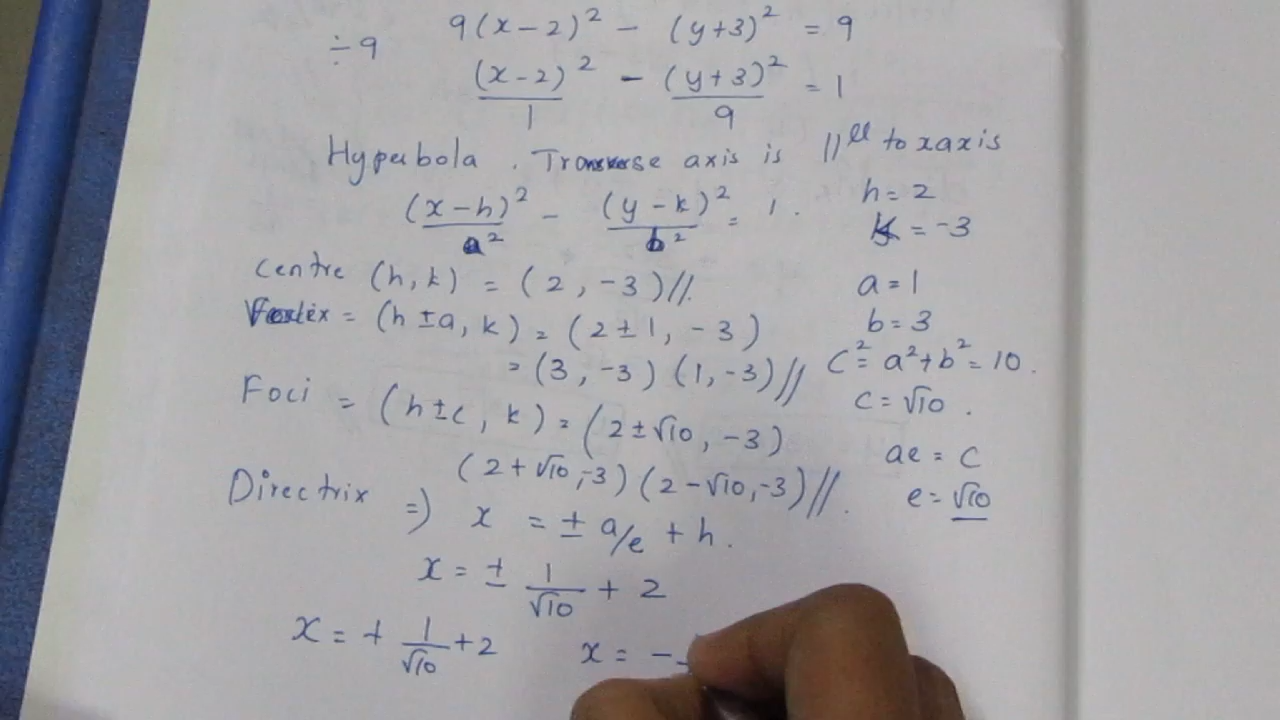 9(x-2)² - (y+3)² = 9
÷9
(x-2)²/1 - (y+3)²/9 = 1
Hyperbola . Transverse axis is //ˡˡ to xaxis
(x-h)²/a² - (y-k)²/b² = 1 .
h = 2
k = -3
Centre (h, k) = (2, -3)//.
a = 1
Vertex = (h ±a, k) = (2 ± 1, -3)
b = 3
= (3, -3) (1, -3)//
c² = a² + b² = 10 .
Foci = (h±c, k) = (2±√10, -3)
c = √10 .
(2+√10,-3) (2-√10,-3)//.
ae = c
e = √10
Directrix => x = ± a/e + h .
x = ± 1/√10 + 2
x = + 1/√10 + 2
x = -